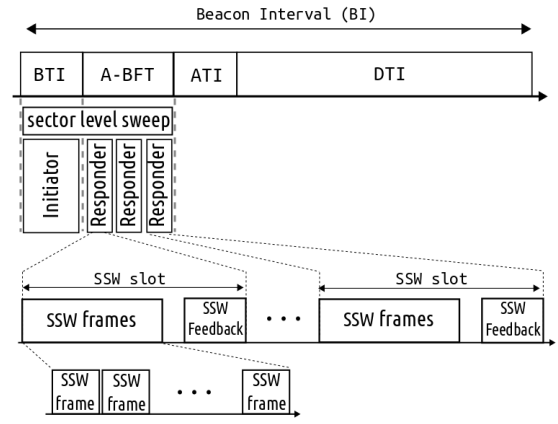 Beacon Interval (BI)
BTI A-BFT ATI DTI
sector level sweep
Initiator Responder Responder Responder
SSW slot SSW slot
SSW frames SSW Feedback ... SSW frames SSW Feedback
SSW frame SSW frame ... SSW frame